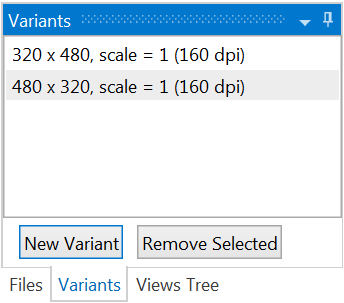 Variants
320 x 480, scale = 1 (160 dpi)
480 x 320, scale = 1 (160 dpi)
New Variant Remove Selected
Files Variants Views Tree